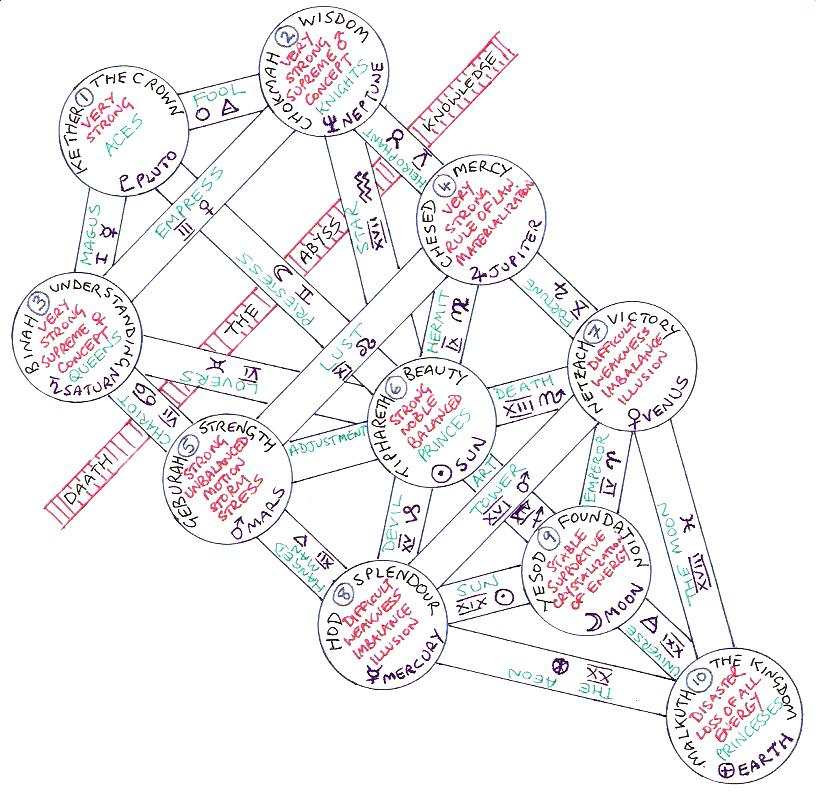 KETHER 1 THE CROWN
VERY
STRONG
ACES
PLUTO
CHOKMAH 2 WISDOM
VERY
STRONG
SUPREME ♂
CONCEPT
KNIGHTS
♆ NEPTUNE
FOOL
MAGUS
I ☿
EMPRESS
III ♀
PRIESTESS
II ☾
STAR
XVII
HEIROPHANT
V ♉
BINAH 3 UNDERSTANDING
VERY
STRONG
SUPREME ♀
CONCEPT
QUEENS
♄ SATURN
CHESED 4 MERCY
VERY
STRONG
RULE OF LAW
MATERIALIZATION
♃ JUPITER
DAATH THE ABYSS KNOWLEDGE
LOVERS
VI ♊
CHARIOT
VII ♋
LUST
XI ♌
HERMIT
IX ♍
FORTUNE
X ♃
GEBURAH 5 STRENGTH
STRONG
UNBALANCED
MOTION
STORM
STRESS
♂ MARS
TIPHARETH 6 BEAUTY
STRONG
NOBLE
BALANCED
PRINCES
☉ SUN
NETZACH 7 VICTORY
DIFFICULT
WEAKNESS
IMBALANCE
ILLUSION
♀ VENUS
ADJUSTMENT
DEATH
XIII ♏
HANGED
MAN
XII ▽
DEVIL
XV ♑
ART
XIV ♐
TOWER
XVI ♂
EMPEROR
IV ♈
THE MOON
XVIII ♓
HOD 8 SPLENDOUR
DIFFICULT
WEAKNESS
IMBALANCE
ILLUSION
☿ MERCURY
YESOD 9 FOUNDATION
STABLE
SUPPORTIVE
CRYSTALIZATION
OF ENERGY
☽ MOON
SUN
XIX ☉
UNIVERSE
XXI
THE AEON
XX ⊗
MALKUTH 10 THE KINGDOM
DISASTER
LOSS OF ALL
ENERGY
PRINCESSES
⊕ EARTH